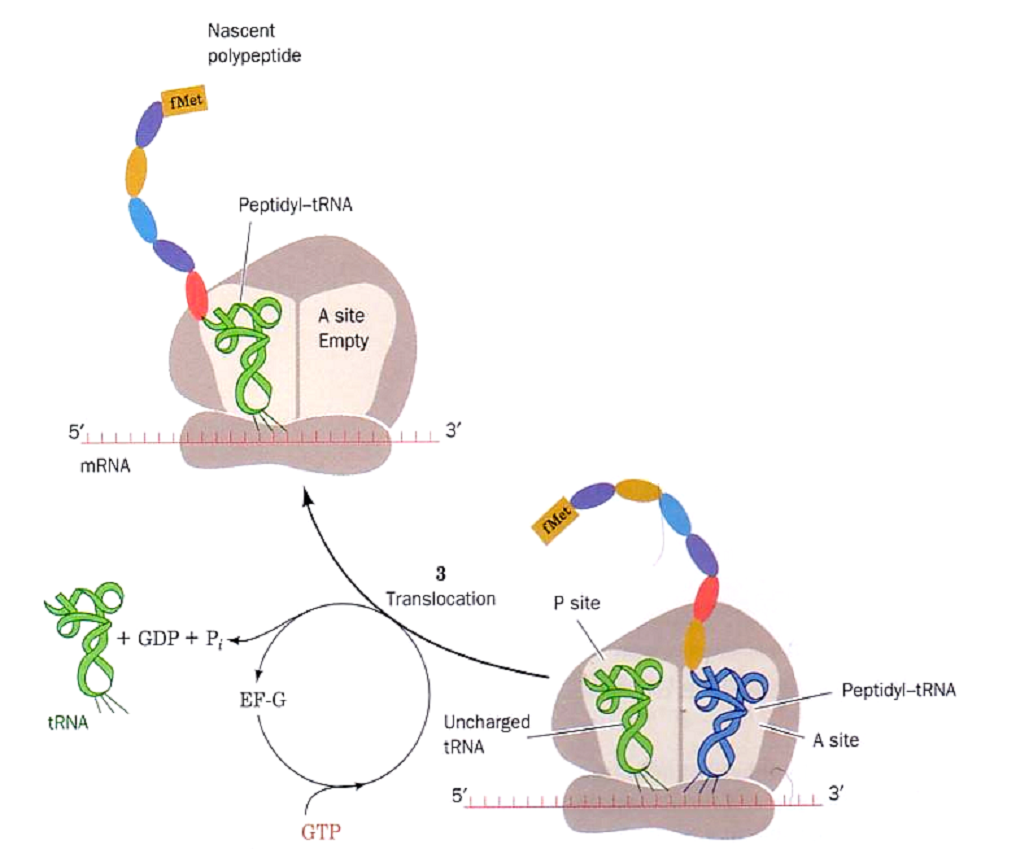 Nascent
polypeptide
fMet
Peptidyl–tRNA
A site
Empty
5′
3′
mRNA
fMet
3
Translocation
P site
+ GDP + Pi
EF-G
tRNA
Uncharged
tRNA
Peptidyl–tRNA
A site
5′
3′
GTP